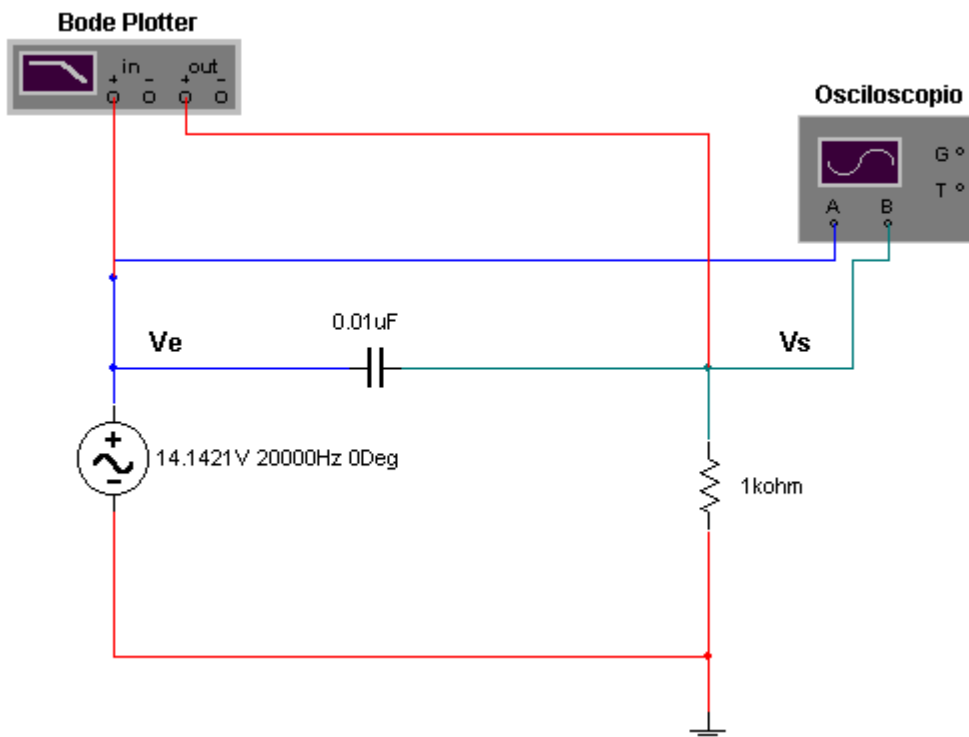 Bode Plotter
in
+ - + -
out
Osciloscopio
G
T
A B
0.01uF
Ve
Vs
14.1421V 20000Hz 0Deg
1kohm